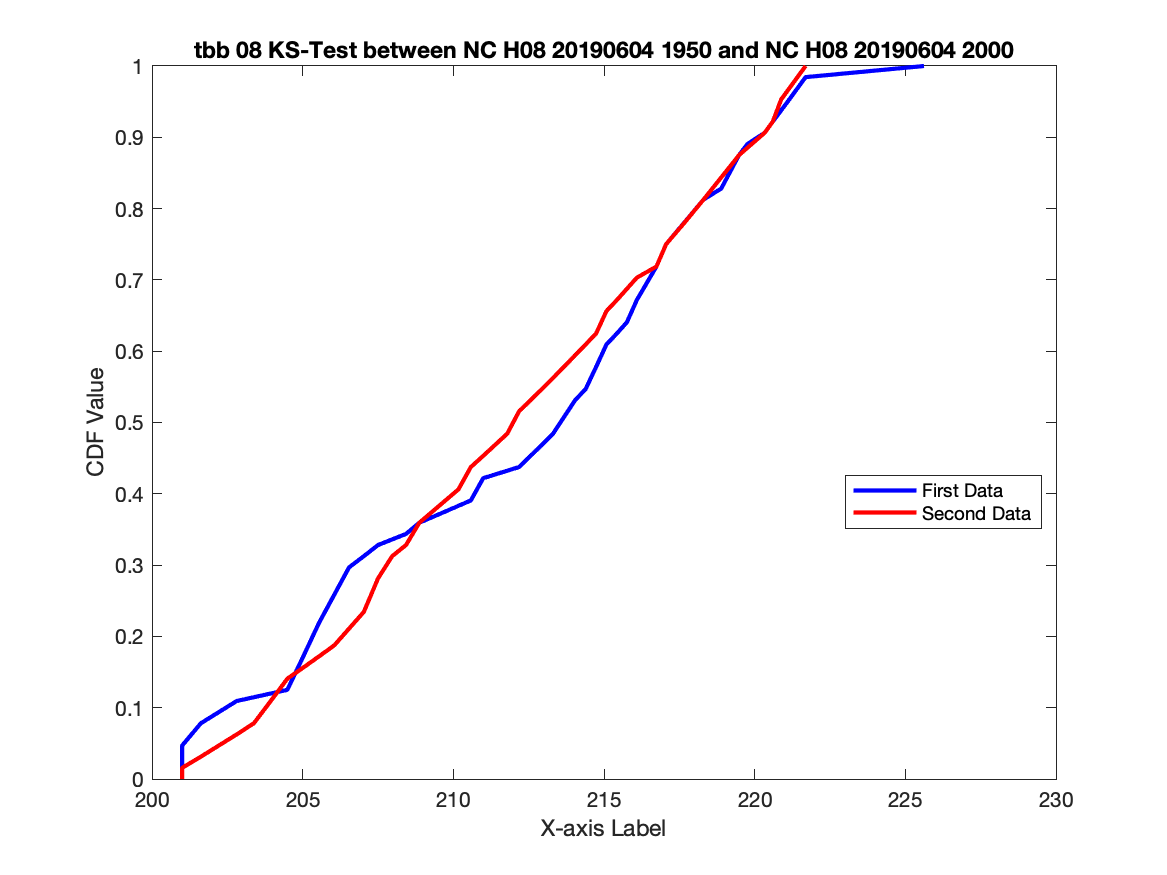 tbb 08 KS-Test between NC H08 20190604 1950 and NC H08 20190604 2000
1
0.9
0.8
0.7
0.6
0.5
0.4
0.3
0.2
0.1
0
CDF Value
First Data
Second Data
200 205 210 215 220 225 230
X-axis Label